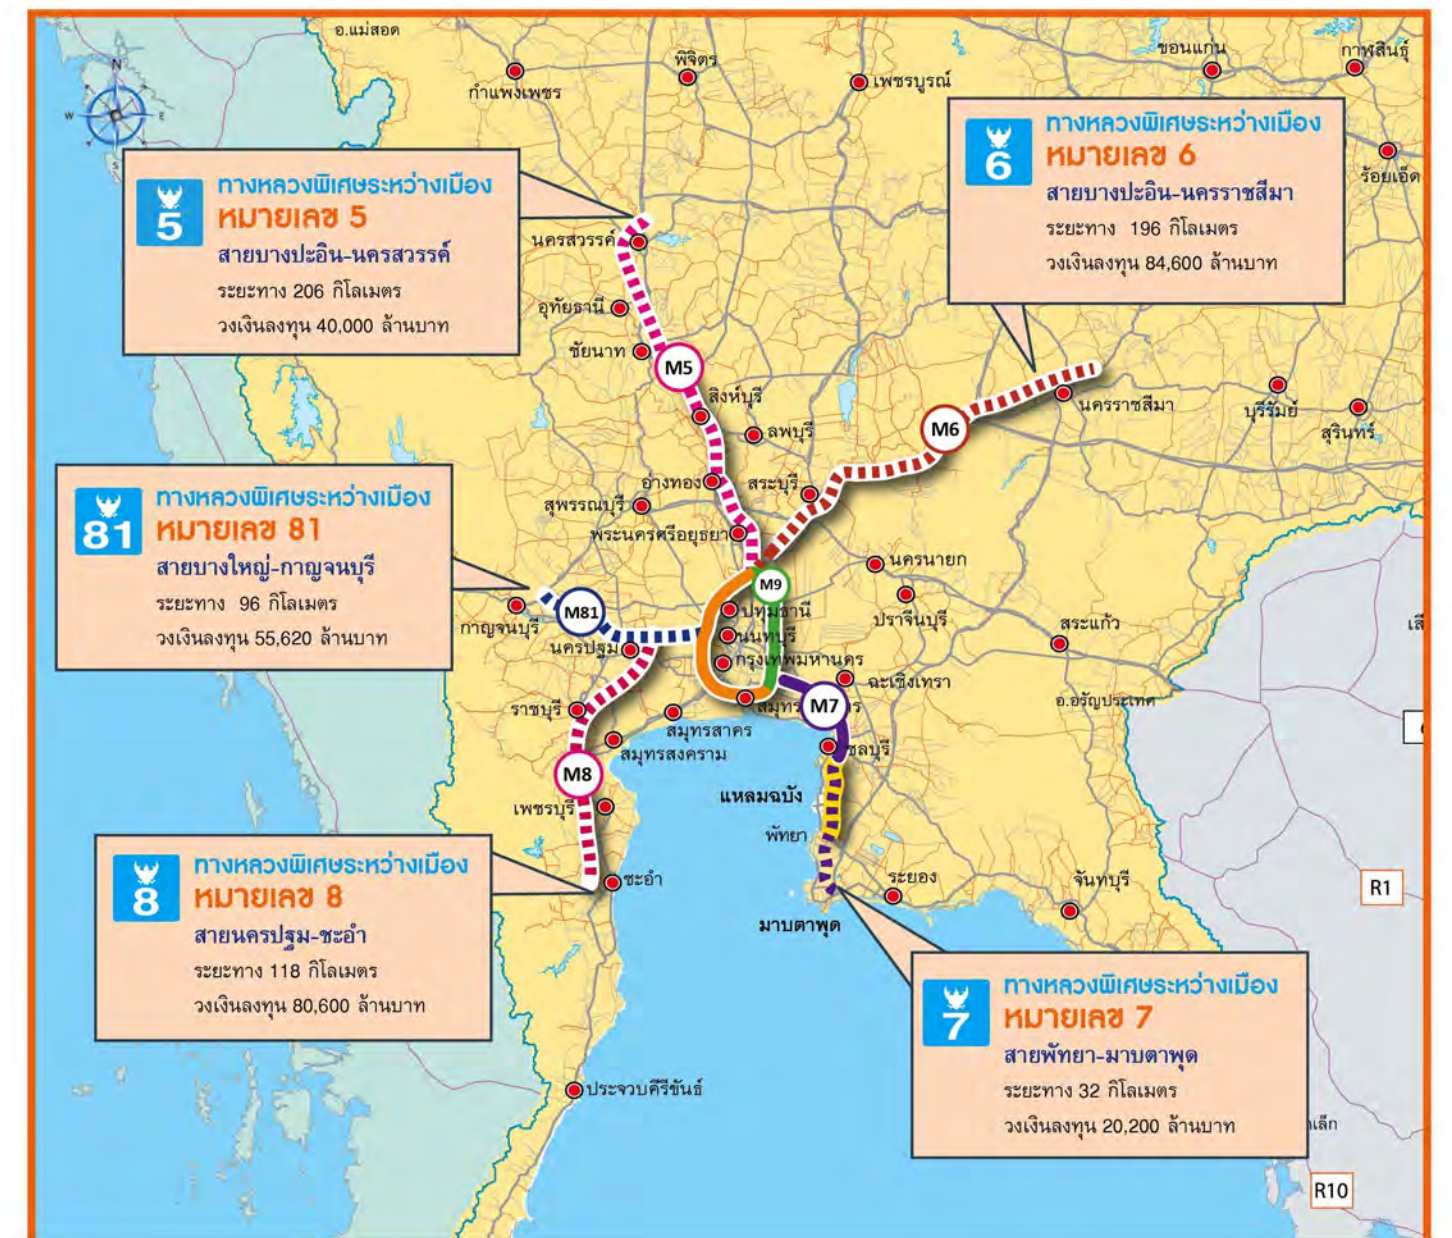 อ.แม่สอด
N
W
E
S
กำแพงเพชร
พิจิตร
เพชรบูรณ์
ขอนแก่น
กาฬสินธุ์
ร้อยเอ็ด
5
ทางหลวงพิเศษระหว่างเมือง
หมายเลข 5
สายบางปะอิน-นครสวรรค์
ระยะทาง 206 กิโลเมตร
วงเงินลงทุน 40,000 ล้านบาท
6
ทางหลวงพิเศษระหว่างเมือง
หมายเลข 6
สายบางปะอิน-นครราชสีมา
ระยะทาง 196 กิโลเมตร
วงเงินลงทุน 84,600 ล้านบาท
นครสวรรค์
อุทัยธานี
ชัยนาท
M5
สิงห์บุรี
ลพบุรี
M6
นครราชสีมา
บุรีรัมย์
สุรินทร์
81
ทางหลวงพิเศษระหว่างเมือง
หมายเลข 81
สายบางใหญ่-กาญจนบุรี
ระยะทาง 96 กิโลเมตร
วงเงินลงทุน 55,620 ล้านบาท
อ่างทอง
สระบุรี
สุพรรณบุรี
พระนครศรีอยุธยา
นครนายก
M9
ปราจีนบุรี
สระแก้ว
กาญจนบุรี
M81
ปทุมธานี
นนทบุรี
นครปฐม
กรุงเทพมหานคร
ฉะเชิงเทรา
อ.อรัญประเทศ
ราชบุรี
M7
สมุทรสาคร
สมุทรสงคราม
ชลบุรี
M8
แหลมฉบัง
เพชรบุรี
พัทยา
8
ทางหลวงพิเศษระหว่างเมือง
หมายเลข 8
สายนครปฐม-ชะอำ
ระยะทาง 118 กิโลเมตร
วงเงินลงทุน 80,600 ล้านบาท
ชะอำ
ระยอง
จันทบุรี
R1
มาบตาพุด
7
ทางหลวงพิเศษระหว่างเมือง
หมายเลข 7
สายพัทยา-มาบตาพุด
ระยะทาง 32 กิโลเมตร
วงเงินลงทุน 20,200 ล้านบาท
ประจวบคีรีขันธ์
R10